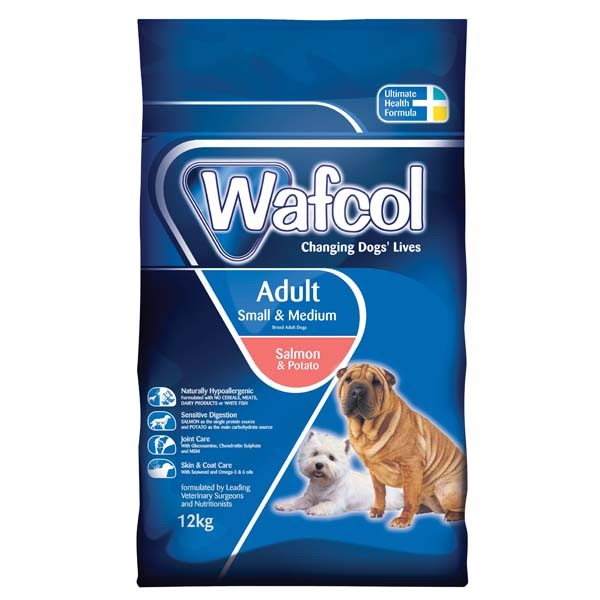 Ultimate
Health
Formula
Wafcol
Changing Dogs' Lives
Adult
Small & Medium
Breed Adult Dogs
Salmon
& Potato
Naturally Hypoallergenic
Formulated with NO CEREALS, MEATS,
DAIRY PRODUCTS or WHITE FISH
Sensitive Digestion
SALMON as the single protein source
and POTATO as the main carbohydrate source
Joint Care
With Glucosamine, Chondroitin Sulphate
and MSM
Skin & Coat Care
With Seaweed and Omega-3 & 6 oils
formulated by Leading
Veterinary Surgeons
and Nutritionists
12kg